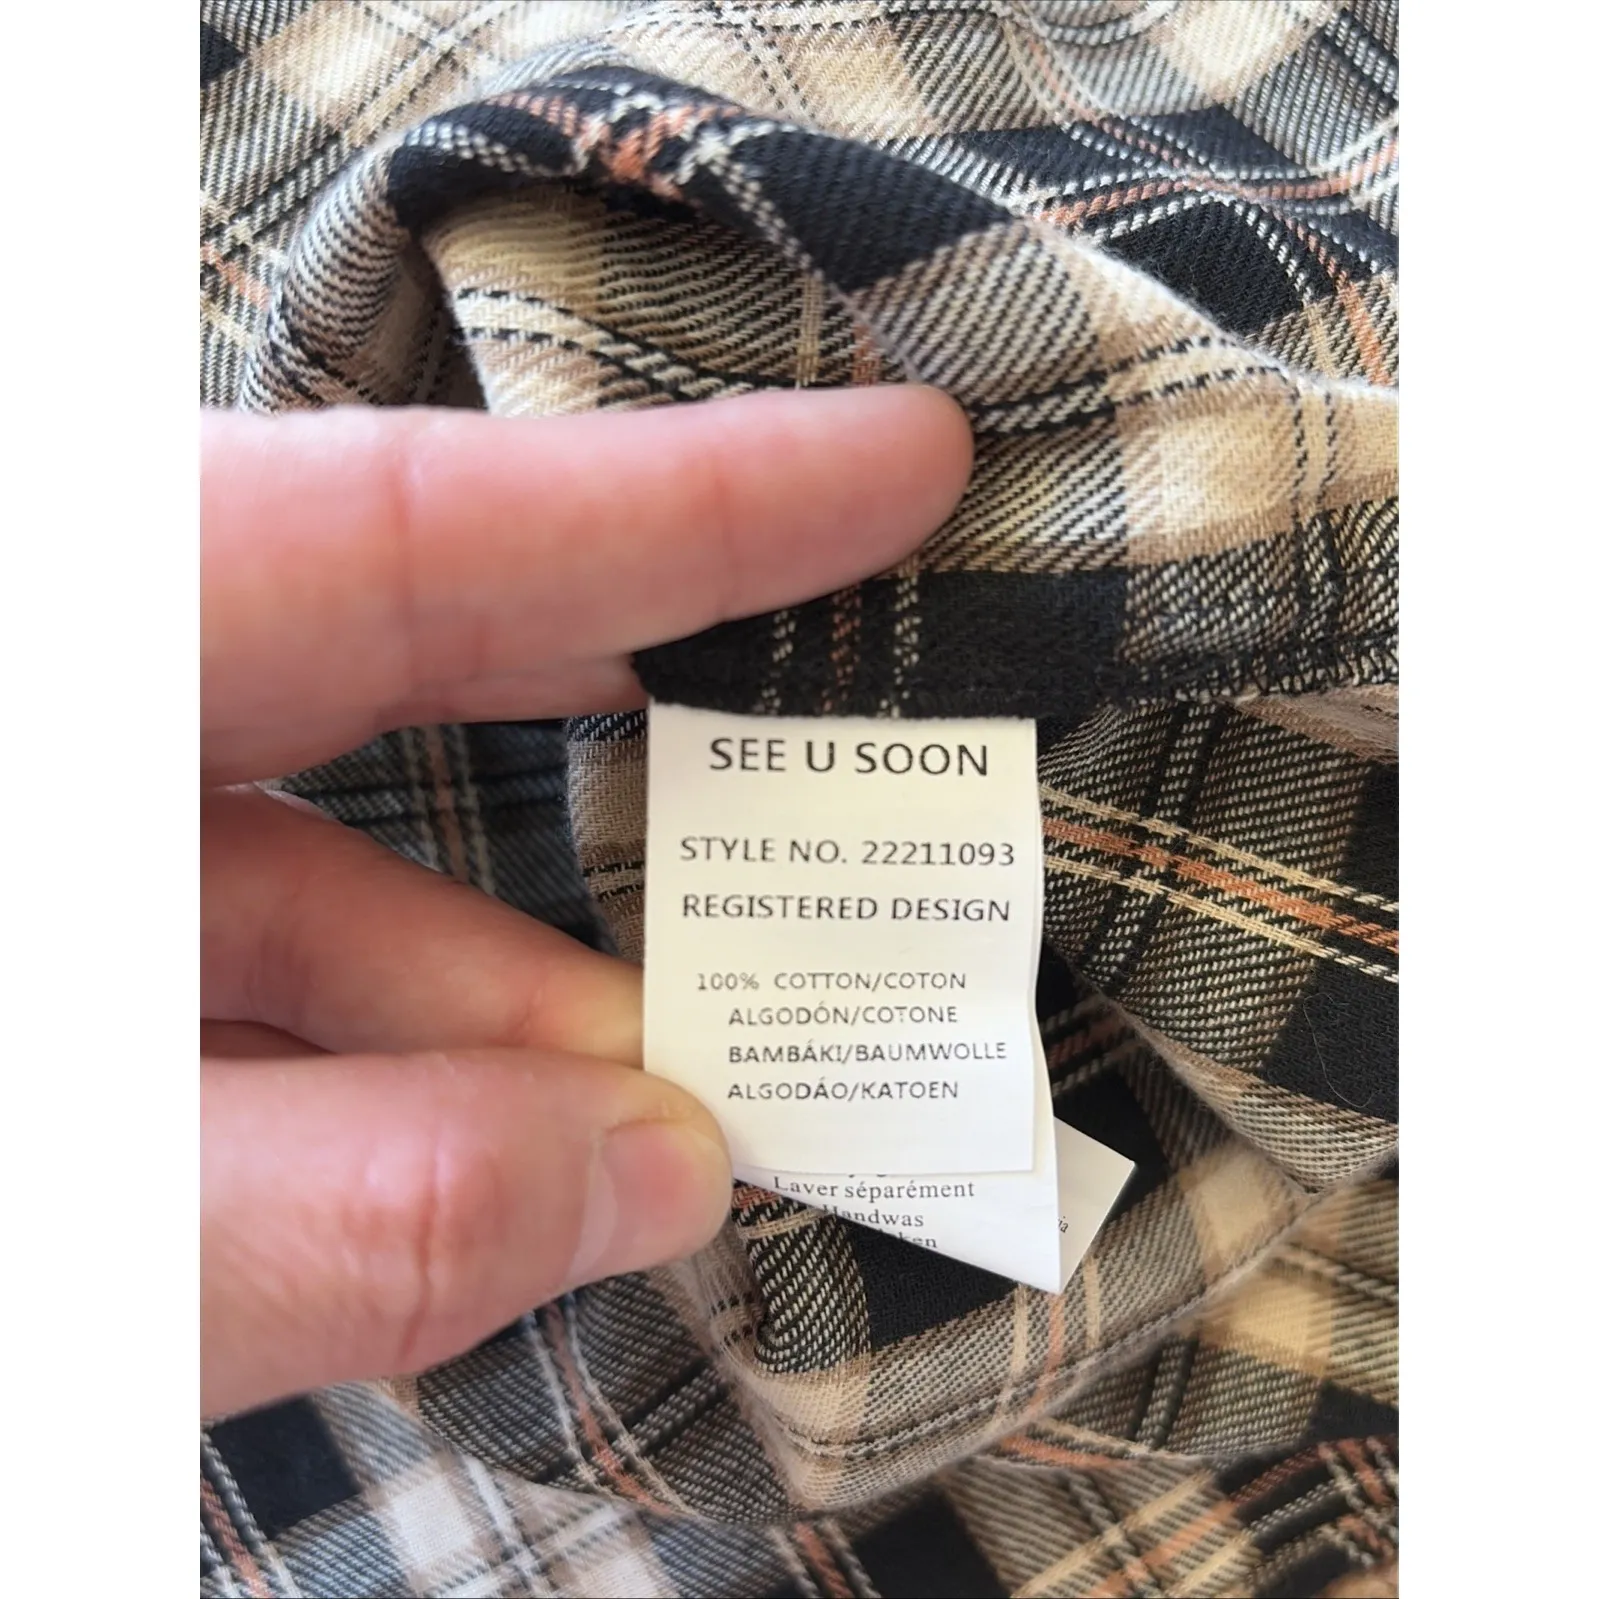 SEE U SOON
STYLE NO. 22211093
REGISTERED DESIGN
100% COTTON/COTON
ALGODÓN/COTONE
BAMBÁKI/BAUMWOLLE
ALGODÁO/KATOEN
Laver séparément
Handwas